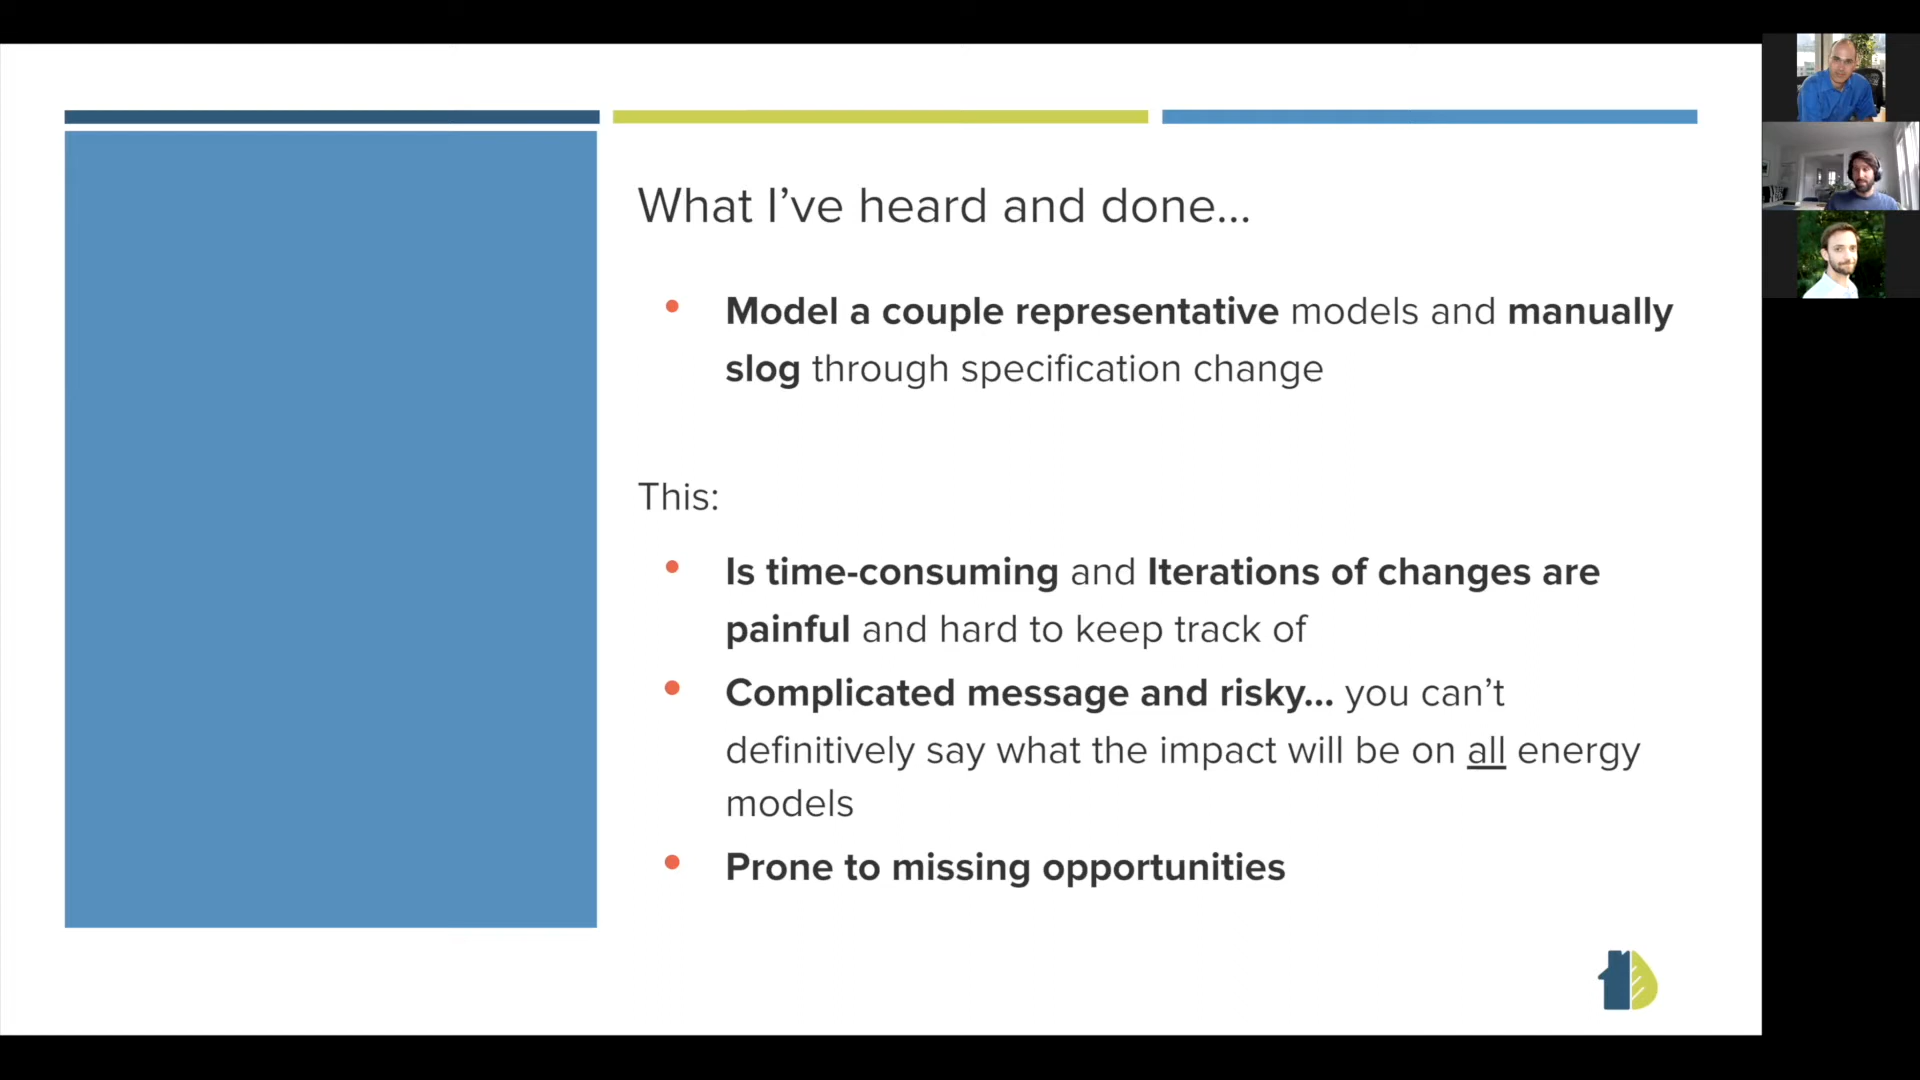 What I’ve heard and done...
• Model a couple representative models and manually
slog through specification change
This:
• Is time-consuming and Iterations of changes are
painful and hard to keep track of
• Complicated message and risky... you can’t
definitively say what the impact will be on all energy
models
• Prone to missing opportunities